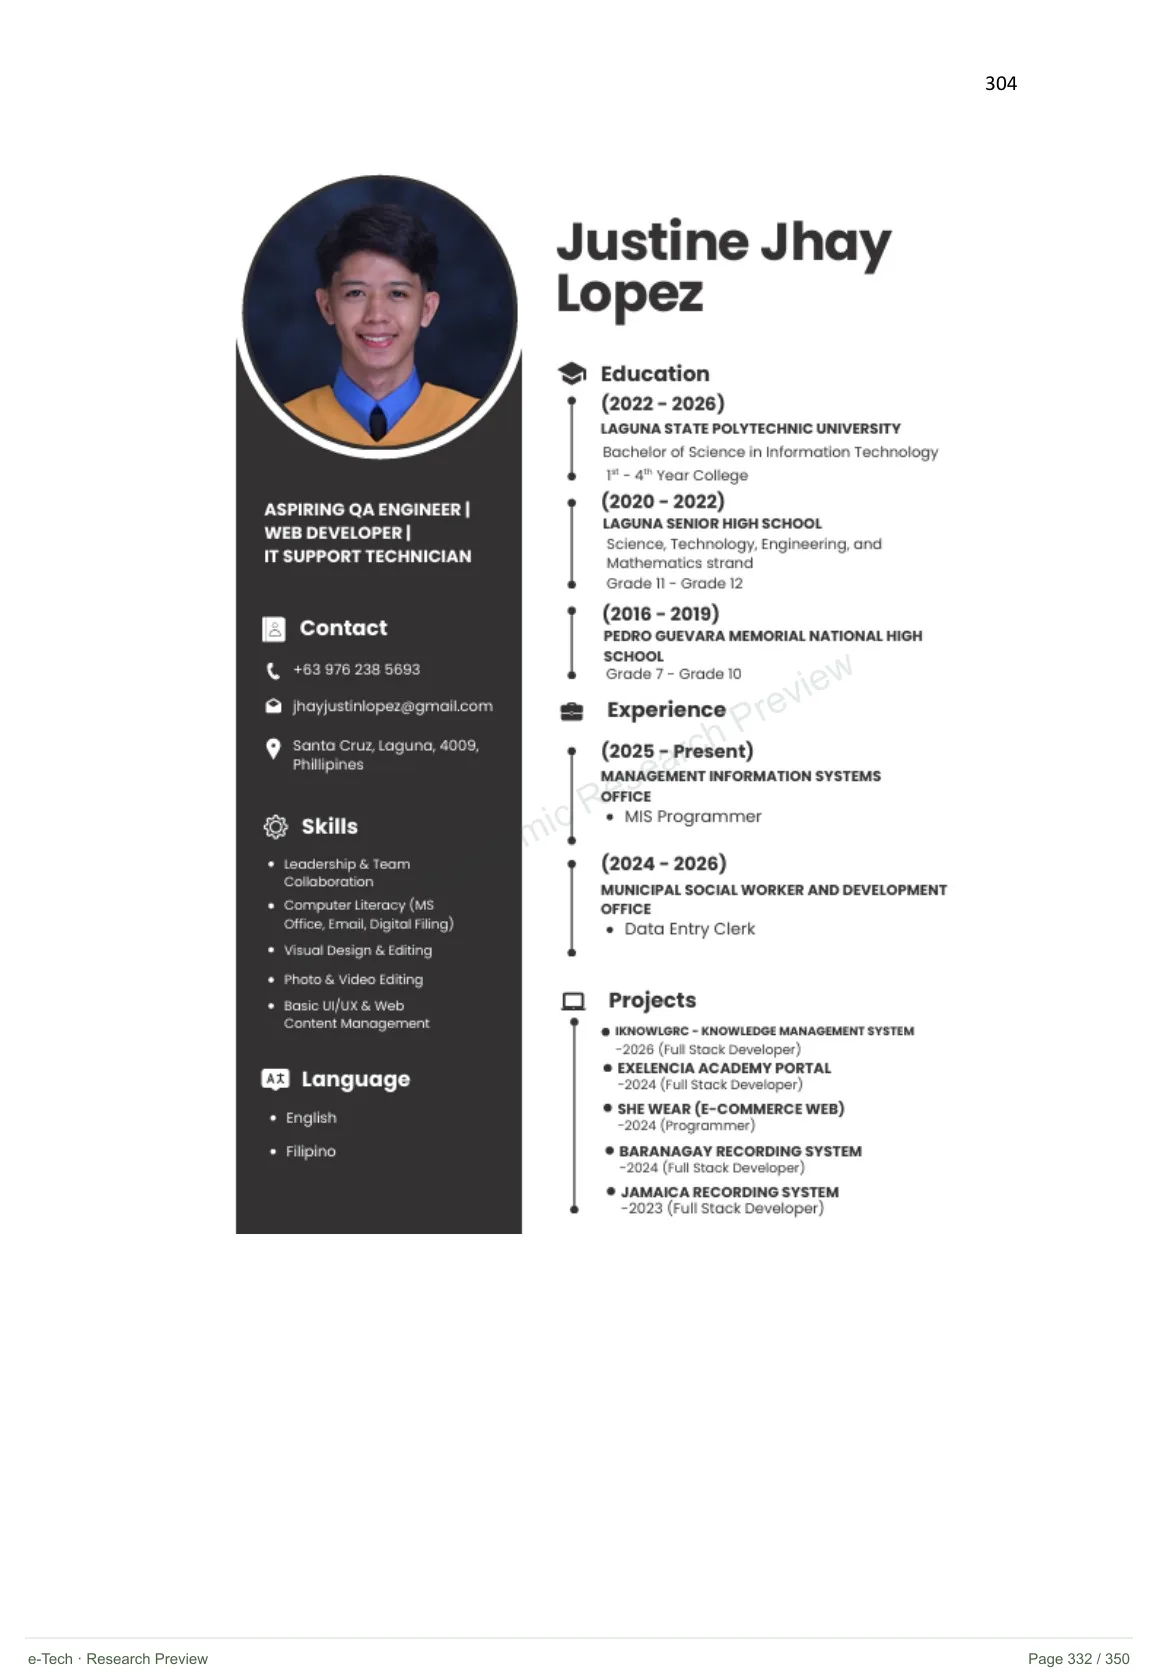 304
Justine Jhay
Lopez
ASPIRING QA ENGINEER |
WEB DEVELOPER |
IT SUPPORT TECHNICIAN
Contact
+63 976 238 5693
jhayjustinlopez@gmail.com
Santa Cruz, Laguna, 4009,
Phillipines
Skills
• Leadership & Team
Collaboration
• Computer Literacy (MS
Office, Email, Digital Filing)
• Visual Design & Editing
• Photo & Video Editing
• Basic UI/UX & Web
Content Management
Language
• English
• Filipino
Education
(2022 - 2026)
LAGUNA STATE POLYTECHNIC UNIVERSITY
Bachelor of Science in Information Technology
1st - 4th Year College
(2020 - 2022)
LAGUNA SENIOR HIGH SCHOOL
Science, Technology, Engineering, and
Mathematics strand
Grade 11 - Grade 12
(2016 - 2019)
PEDRO GUEVARA MEMORIAL NATIONAL HIGH
SCHOOL
Grade 7 - Grade 10
Experience
(2025 - Present)
MANAGEMENT INFORMATION SYSTEMS
OFFICE
• MIS Programmer
(2024 - 2026)
MUNICIPAL SOCIAL WORKER AND DEVELOPMENT
OFFICE
• Data Entry Clerk
Projects
• IKNOWLGRC - KNOWLEDGE MANAGEMENT SYSTEM
-2026 (Full Stack Developer)
• EXELENCIA ACADEMY PORTAL
-2024 (Full Stack Developer)
• SHE WEAR (E-COMMERCE WEB)
-2024 (Programmer)
• BARANAGAY RECORDING SYSTEM
-2024 (Full Stack Developer)
• JAMAICA RECORDING SYSTEM
-2023 (Full Stack Developer)
mic Research Preview
e-Tech · Research Preview
Page 332 / 350